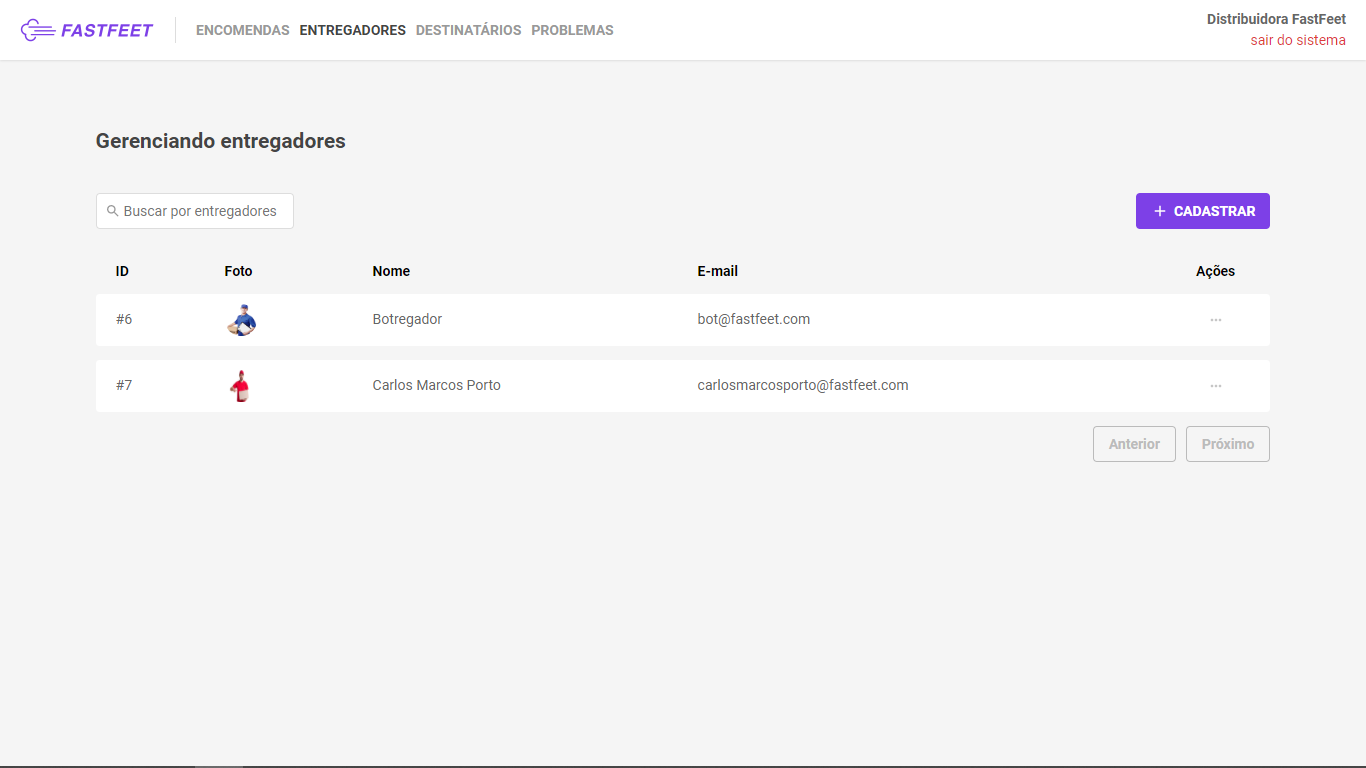 FASTFEET ENCOMENDAS ENTREGADORES DESTINATÁRIOS PROBLEMAS
Distribuidora FastFeet
sair do sistema
Gerenciando entregadores
Buscar por entregadores
CADASTRAR
ID Foto Nome E-mail Ações
#6 Botregador bot@fastfeet.com
#7 Carlos Marcos Porto carlosmarcosporto@fastfeet.com
Anterior Próximo